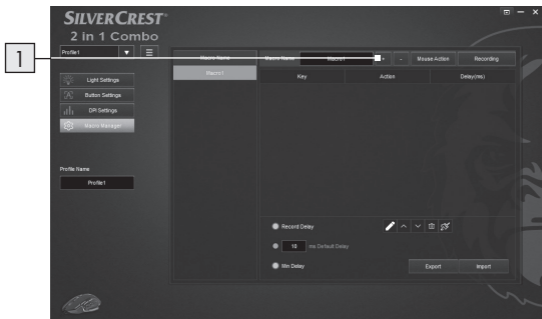 SILVERCREST®
2 in 1 Combo
Profile1
1
Macro Name
Macro Name
Macro1
+
-
Mouse Action
Recording
Macro1
Key
Action
Delay(ms)
Light Settings
Button Settings
DPI Settings
Macro Manager
Profile Name
Profile1
Record Delay
10 ms Default Delay
Min Delay
Export
Import